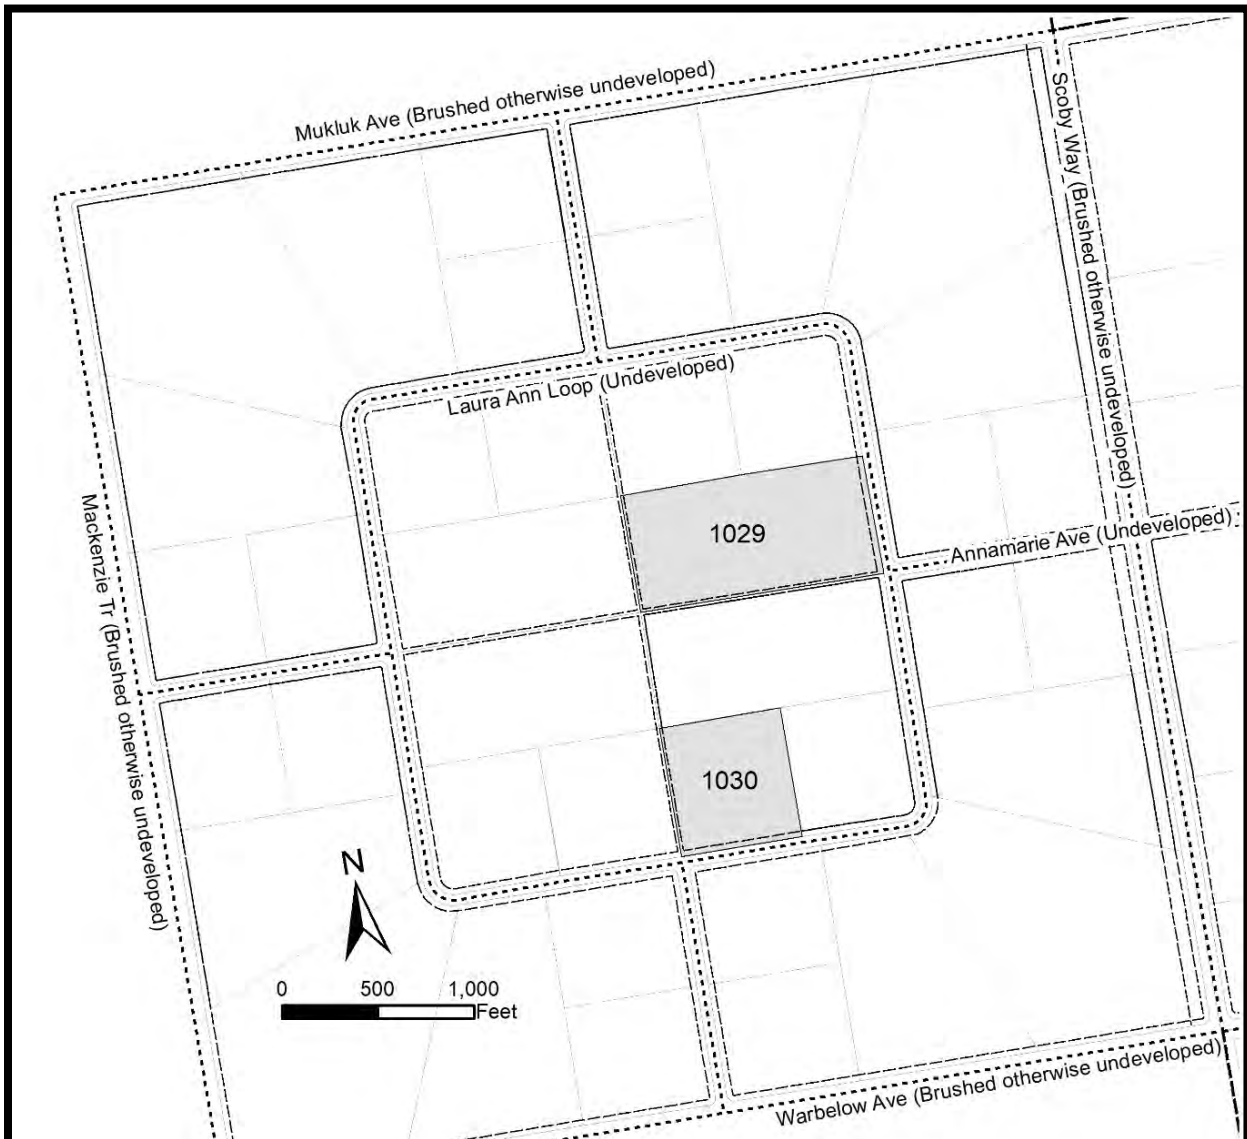 Mukluk Ave (Brushed otherwise undeveloped)
Scoby Way (Brushed otherwise undeveloped)
Laura Ann Loop (Undeveloped)
Mackenzie Tr (Brushed otherwise undeveloped)
1029
Annamarie Ave (Undeveloped)
1030
N
0 500 1,000
Feet
Warbelow Ave (Brushed otherwise undeveloped)